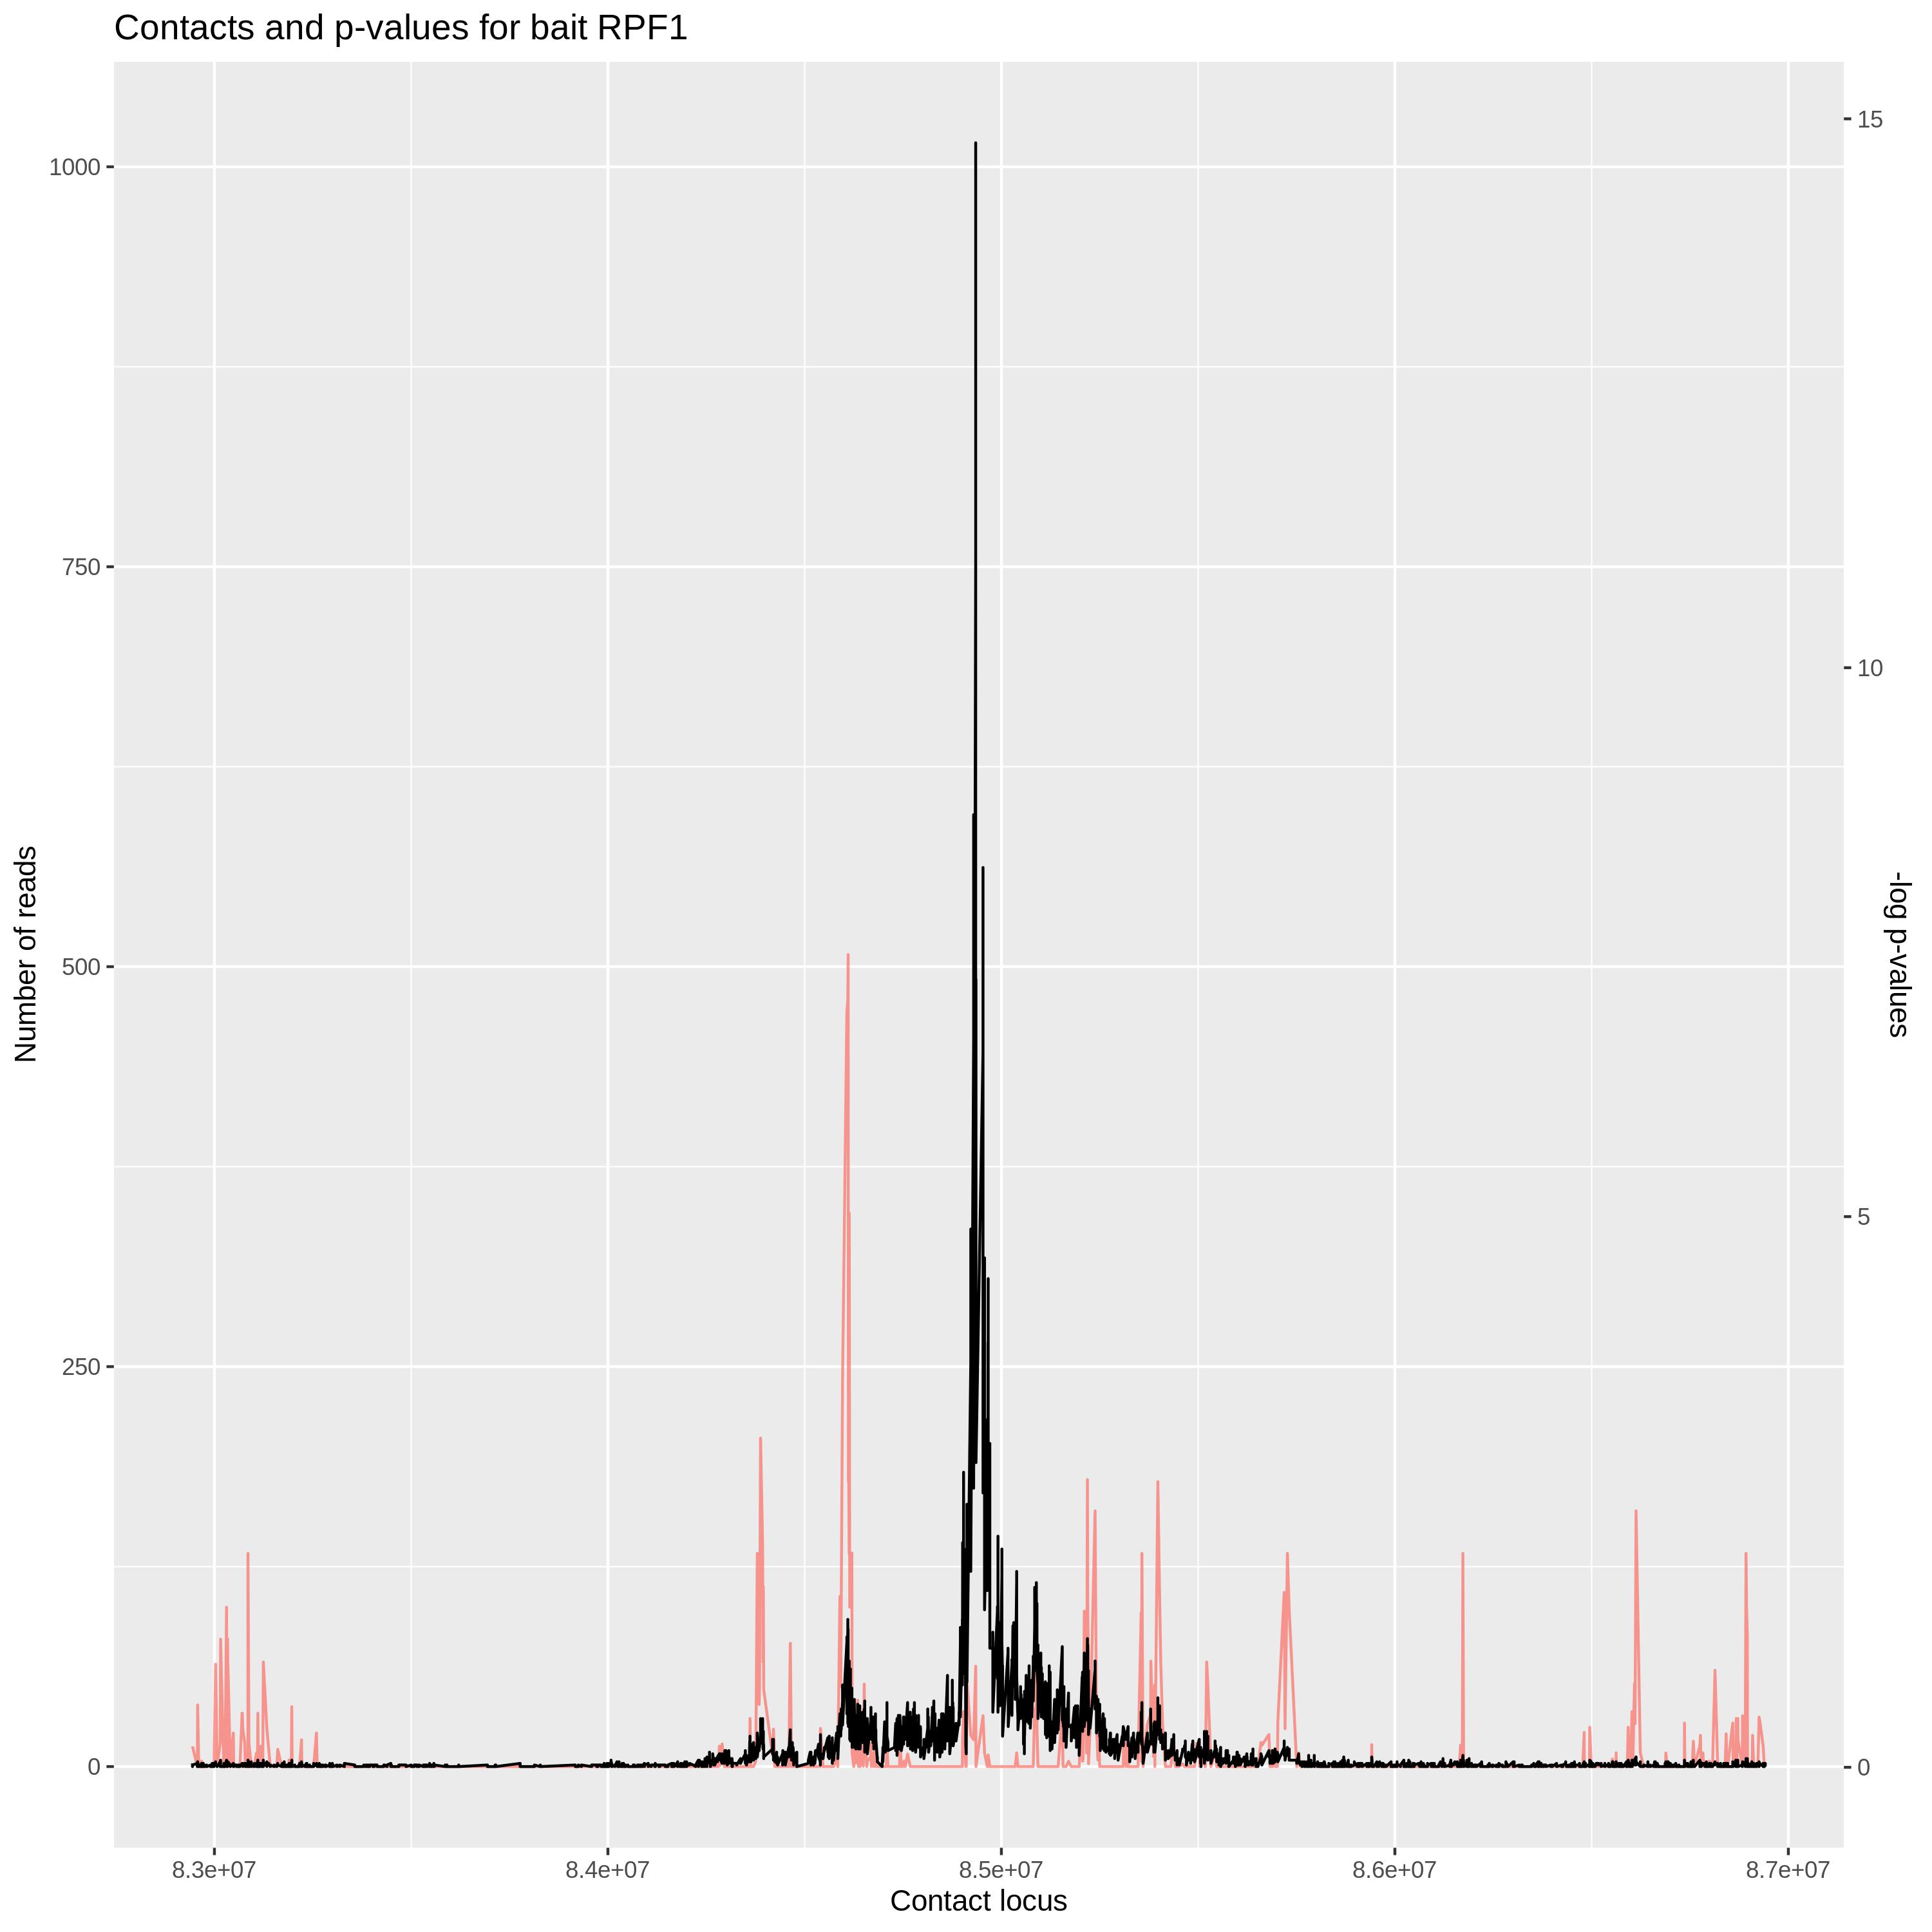 Contacts and p-values for bait RPF1
1000
750
500
250
0
Number of reads
15
10
5
0
-log p-values
8.3e+07
8.4e+07
8.5e+07
8.6e+07
8.7e+07
Contact locus